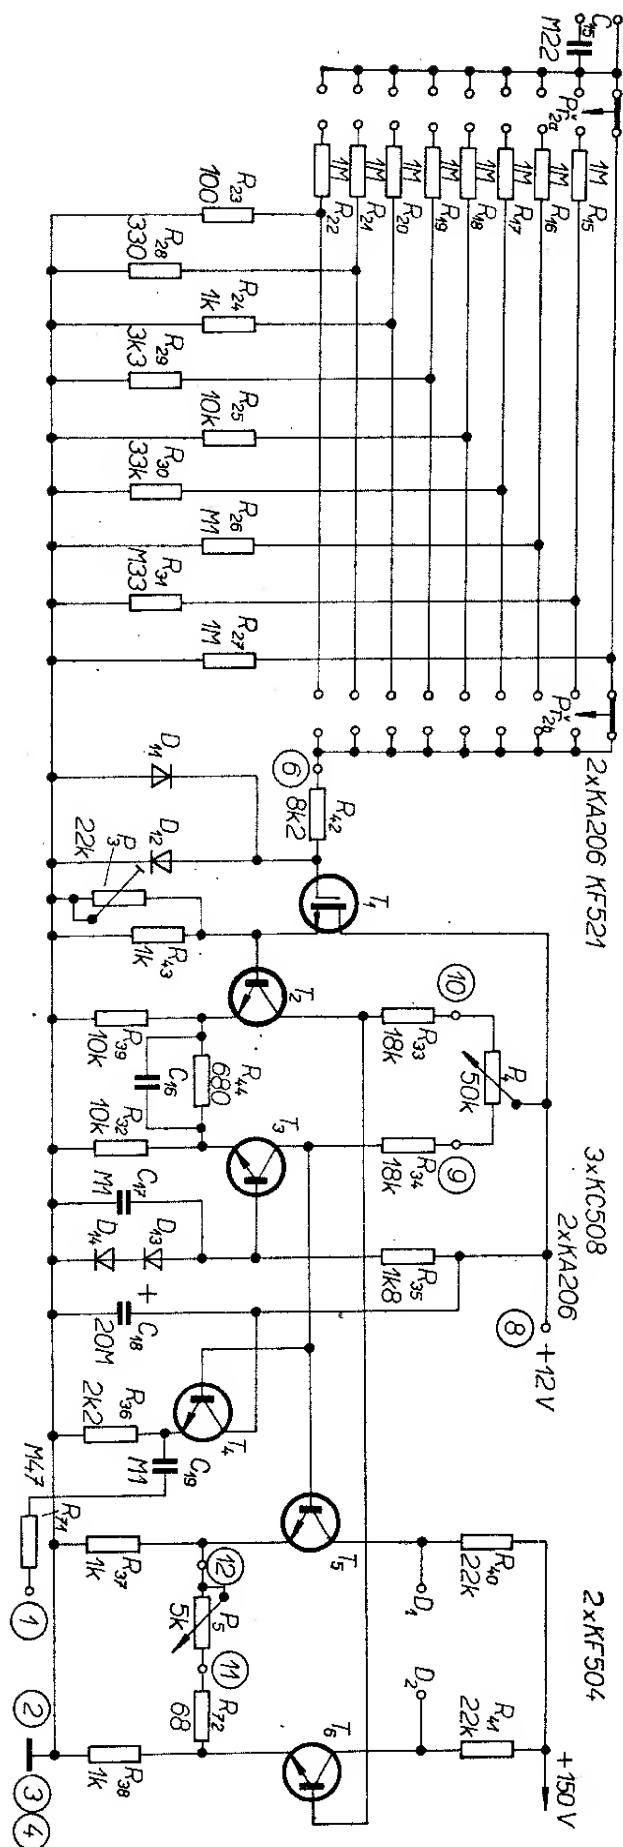 C15
M22
Př2a
1M R15
1M R16
1M R17
1M R18
1M R19
1M R20
1M R21
1M R22
R23
100
R28
330
R24
1k
R29
3k3
R25
10k
R30
33k
R26
M1
R31
M33
R27
1M
Př2b
2xKA206 KF521
6
R42
8k2
D11
D12
P3
22k
R43
1k
T1
T2
R39
10k
R44
680
C16
R32
10k
T3
R33
18k
10
P4
50k
9
R34
18k
3xKC508
2xKA206
C17
M1
D13
D14
R35
1k8
8
+12V
+
C18
20M
T4
R36
2k2
C19
M1
M47
R71
1
T5
R37
1k
12
P5
5k
11
R72
68
T6
R38
1k
2
3
4
D1
D2
R40
22k
R41
22k
2xKF504
+150V